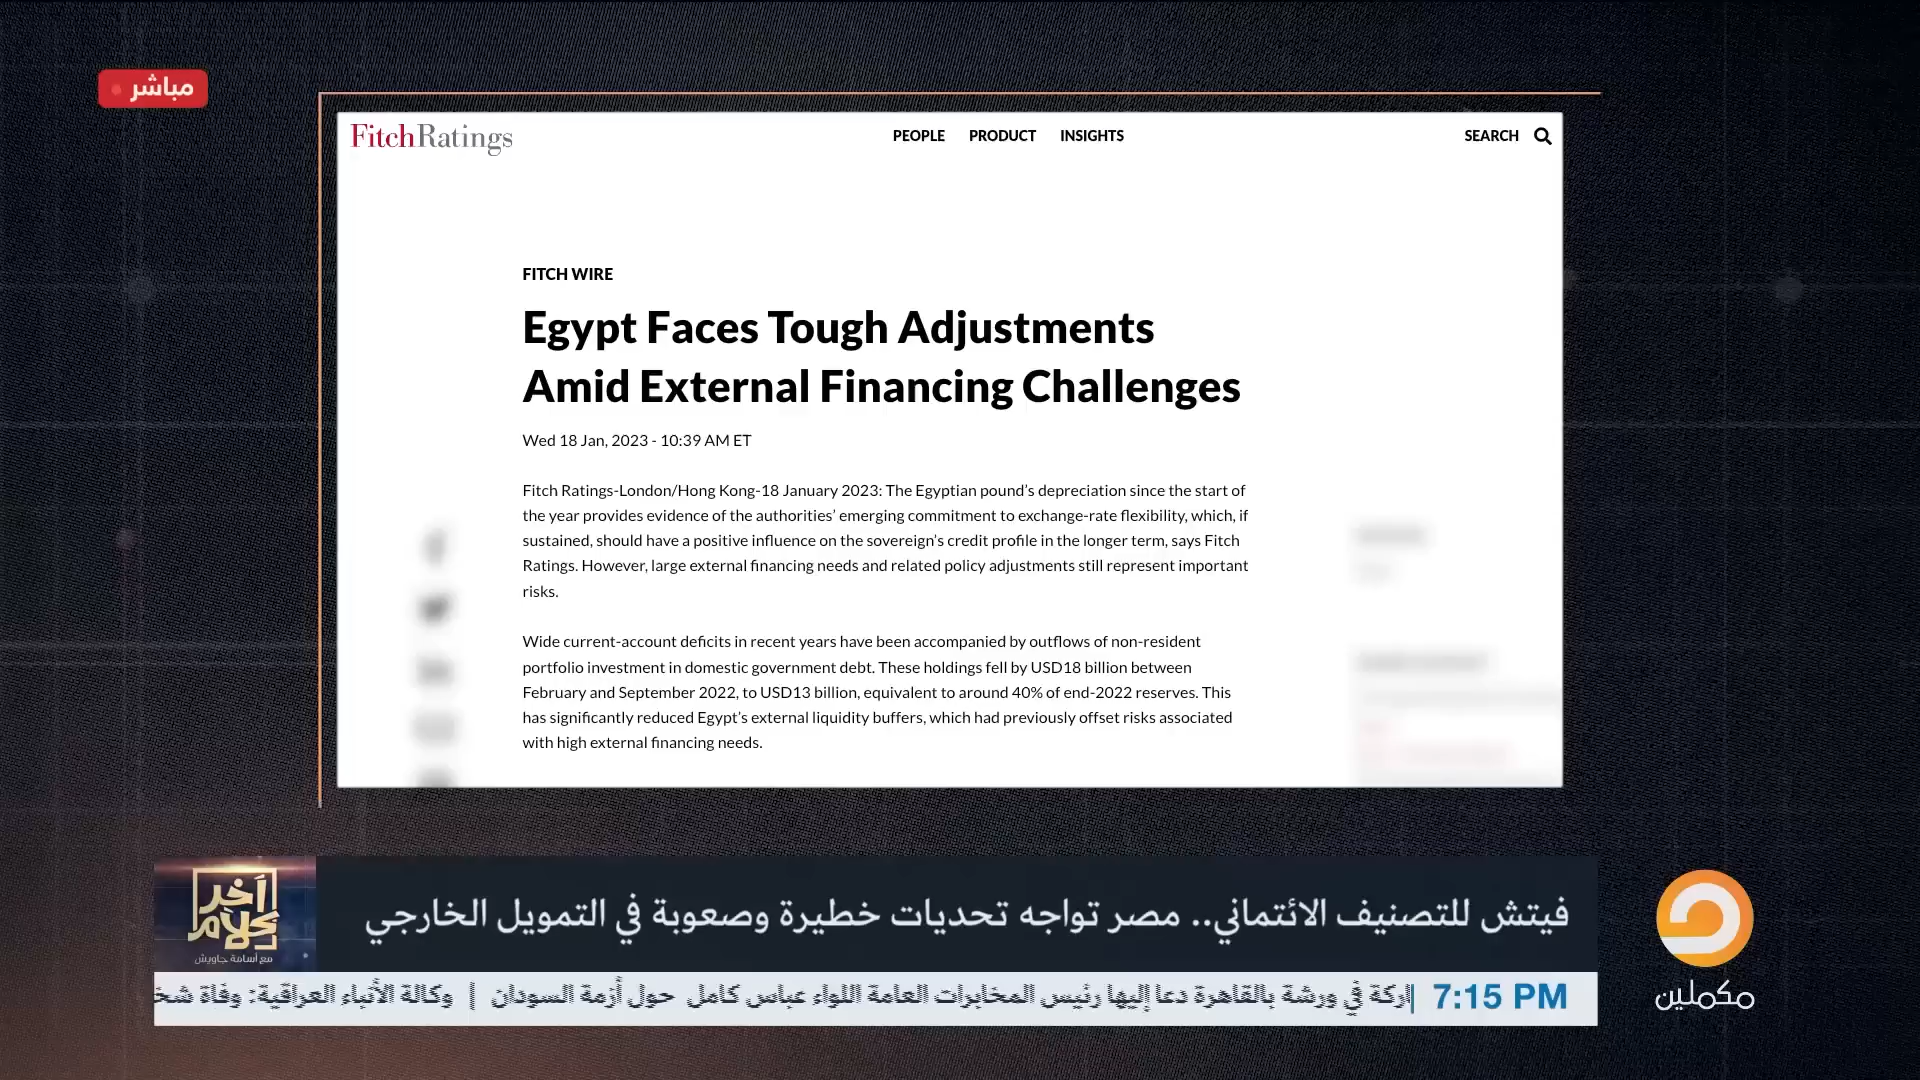 مباشر
FitchRatings
PEOPLE PRODUCT INSIGHTS
SEARCH
FITCH WIRE
Egypt Faces Tough Adjustments
Amid External Financing Challenges
Wed 18 Jan, 2023 - 10:39 AM ET
Fitch Ratings-London/Hong Kong-18 January 2023: The Egyptian pound’s depreciation since the start of
the year provides evidence of the authorities’ emerging commitment to exchange-rate flexibility, which, if
sustained, should have a positive influence on the sovereign’s credit profile in the longer term, says Fitch
Ratings. However, large external financing needs and related policy adjustments still represent important
risks.
Wide current-account deficits in recent years have been accompanied by outflows of non-resident
portfolio investment in domestic government debt. These holdings fell by USD18 billion between
February and September 2022, to USD13 billion, equivalent to around 40% of end-2022 reserves. This
has significantly reduced Egypt’s external liquidity buffers, which had previously offset risks associated
with high external financing needs.
آخر
كلام
مع أسامة جاويش
فيتش للتصنيف الائتماني.. مصر تواجه تحديات خطيرة وصعوبة في التمويل الخارجي
7:15 PM
في ورشة بالقاهرة دعا إليها رئيس المخابرات العامة اللواء عباس كامل حول أزمة السودان | وكالة الأنباء العراقية: وفاة
مكملين